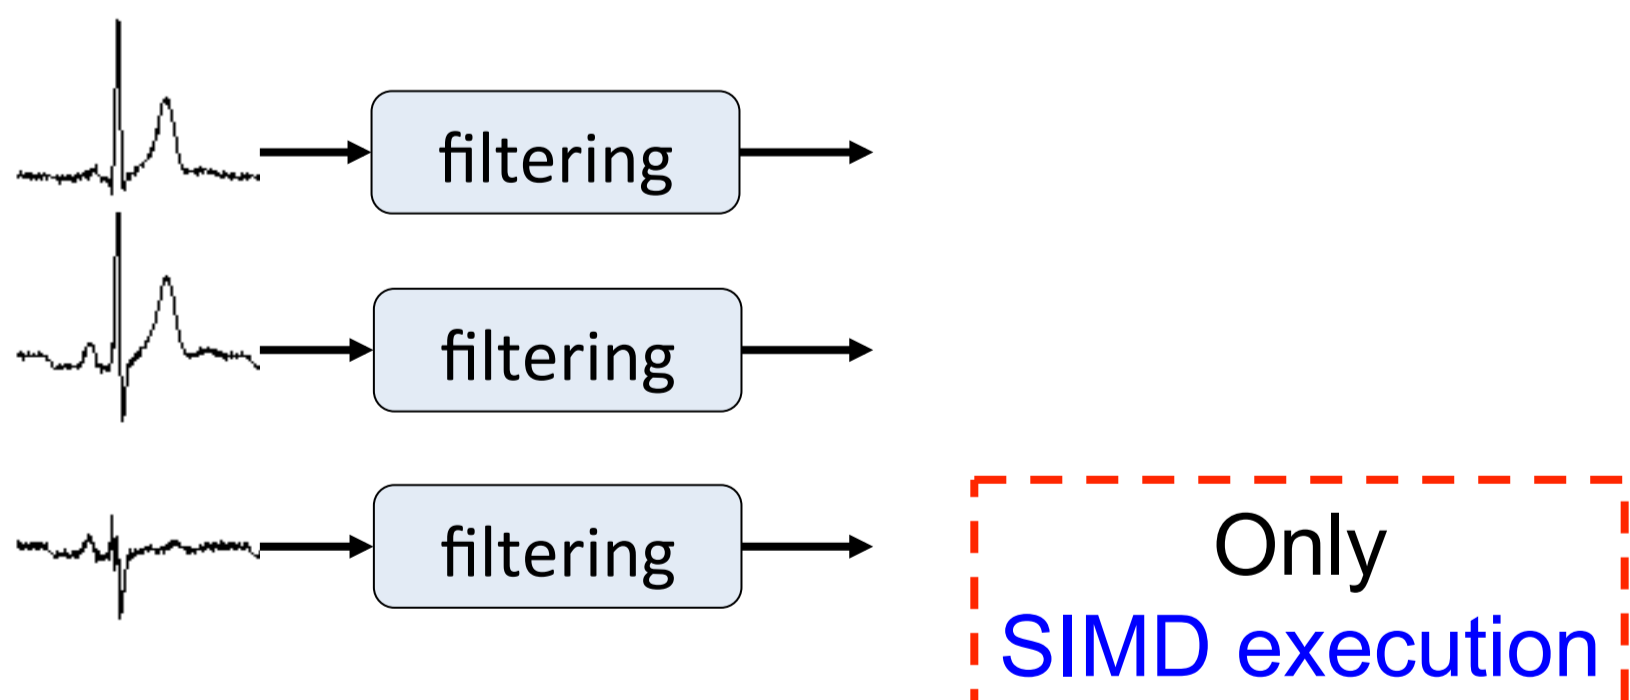 filtering
filtering
filtering
Only
SIMD execution